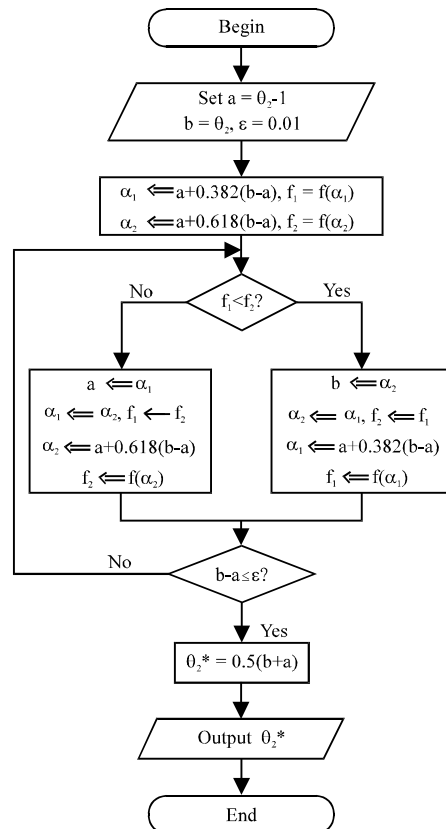 Begin
Set a = θ₂-1
b = θ₂, ε = 0.01
α₁ ⇐ a+0.382(b-a), f₁ = f(α₁)
α₂ ⇐ a+0.618(b-a), f₂ = f(α₂)
No
f₁<f₂?
Yes
a ⇐ α₁
α₁ ⇐ α₂, f₁ ← f₂
α₂ ⇐ a+0.618(b-a)
f₂ ⇐ f(α₂)
b ⇐ α₂
α₂ ⇐ α₁, f₂ ⇐ f₁
α₁ ⇐ a+0.382(b-a)
f₁ ⇐ f(α₁)
No
b-a≤ε?
Yes
θ₂* = 0.5(b+a)
Output θ₂*
End